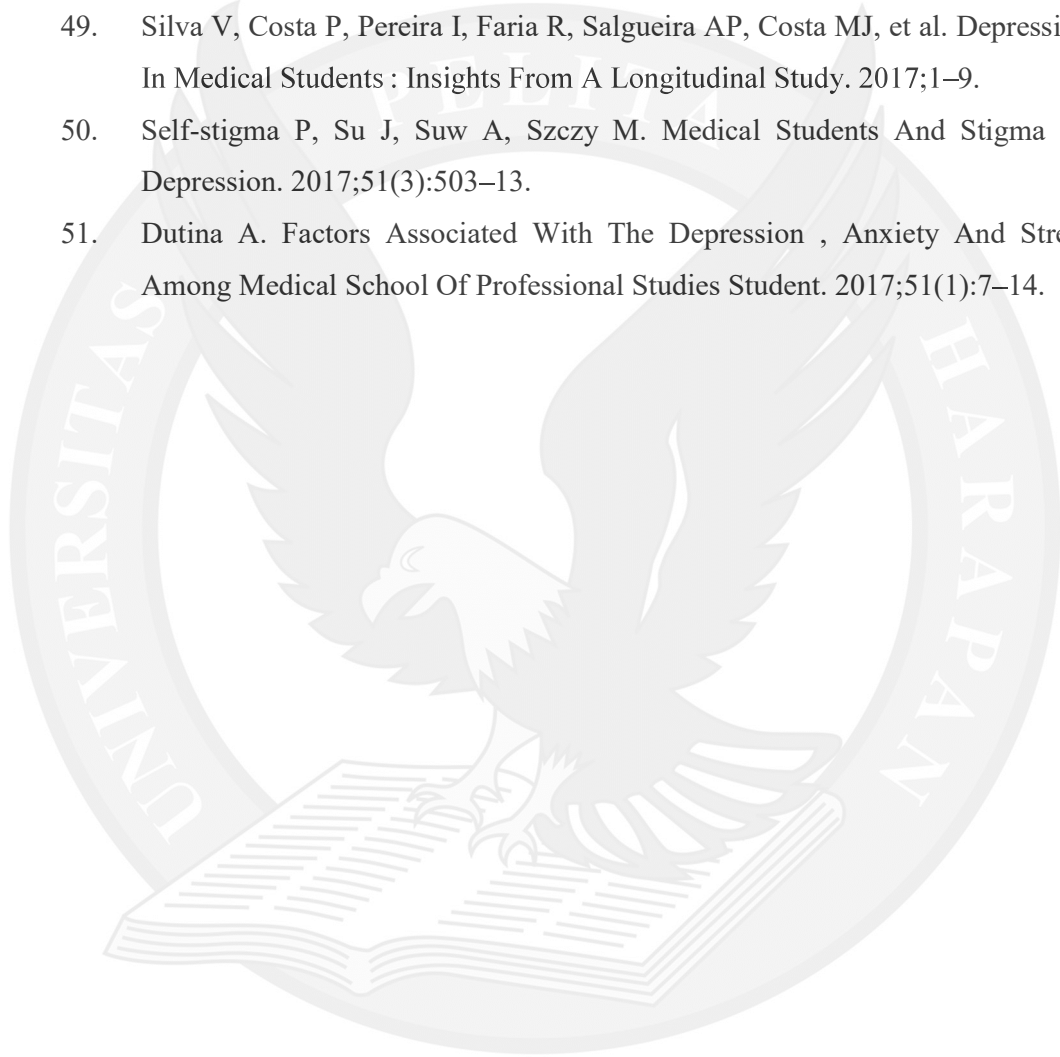 49. Silva V, Costa P, Pereira I, Faria R, Salgueira AP, Costa MJ, et al. Depressi
In Medical Students : Insights From A Longitudinal Study. 2017;1–9.
50. Self-stigma P, Su J, Suw A, Szczy M. Medical Students And Stigma
Depression. 2017;51(3):503–13.
51. Dutina A. Factors Associated With The Depression , Anxiety And Stre
Among Medical School Of Professional Studies Student. 2017;51(1):7–14.
UNIVERSITAS PELITA HARAPAN